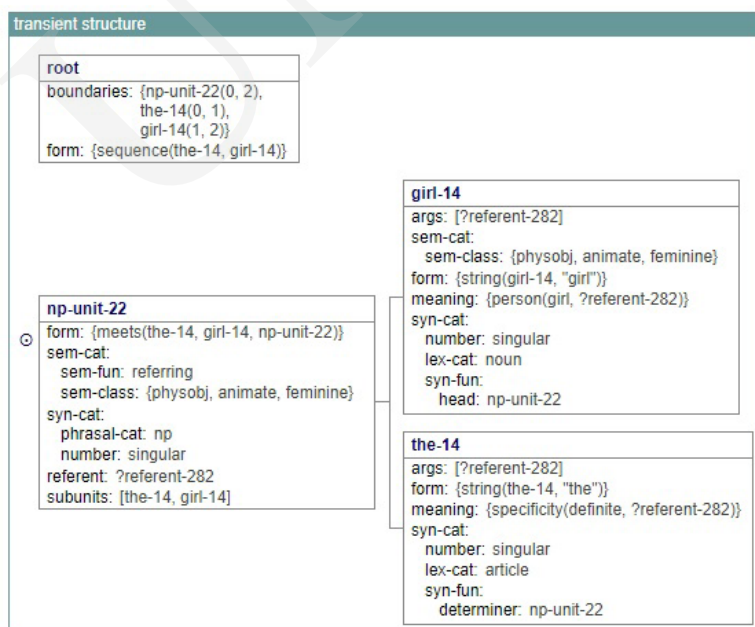 transient structure
root
boundaries: {np-unit-22(0, 2),
the-14(0, 1),
girl-14(1, 2)}
form: {sequence(the-14, girl-14)}
np-unit-22
form: {meets(the-14, girl-14, np-unit-22)}
sem-cat:
sem-fun: referring
sem-class: {physobj, animate, feminine}
syn-cat:
phrasal-cat: np
number: singular
referent: ?referent-282
subunits: [the-14, girl-14]
girl-14
args: [?referent-282]
sem-cat:
sem-class: {physobj, animate, feminine}
form: {string(girl-14, "girl")}
meaning: {person(girl, ?referent-282)}
syn-cat:
number: singular
lex-cat: noun
syn-fun:
head: np-unit-22
the-14
args: [?referent-282]
form: {string(the-14, "the")}
meaning: {specificity(definite, ?referent-282)}
syn-cat:
number: singular
lex-cat: article
syn-fun:
determiner: np-unit-22